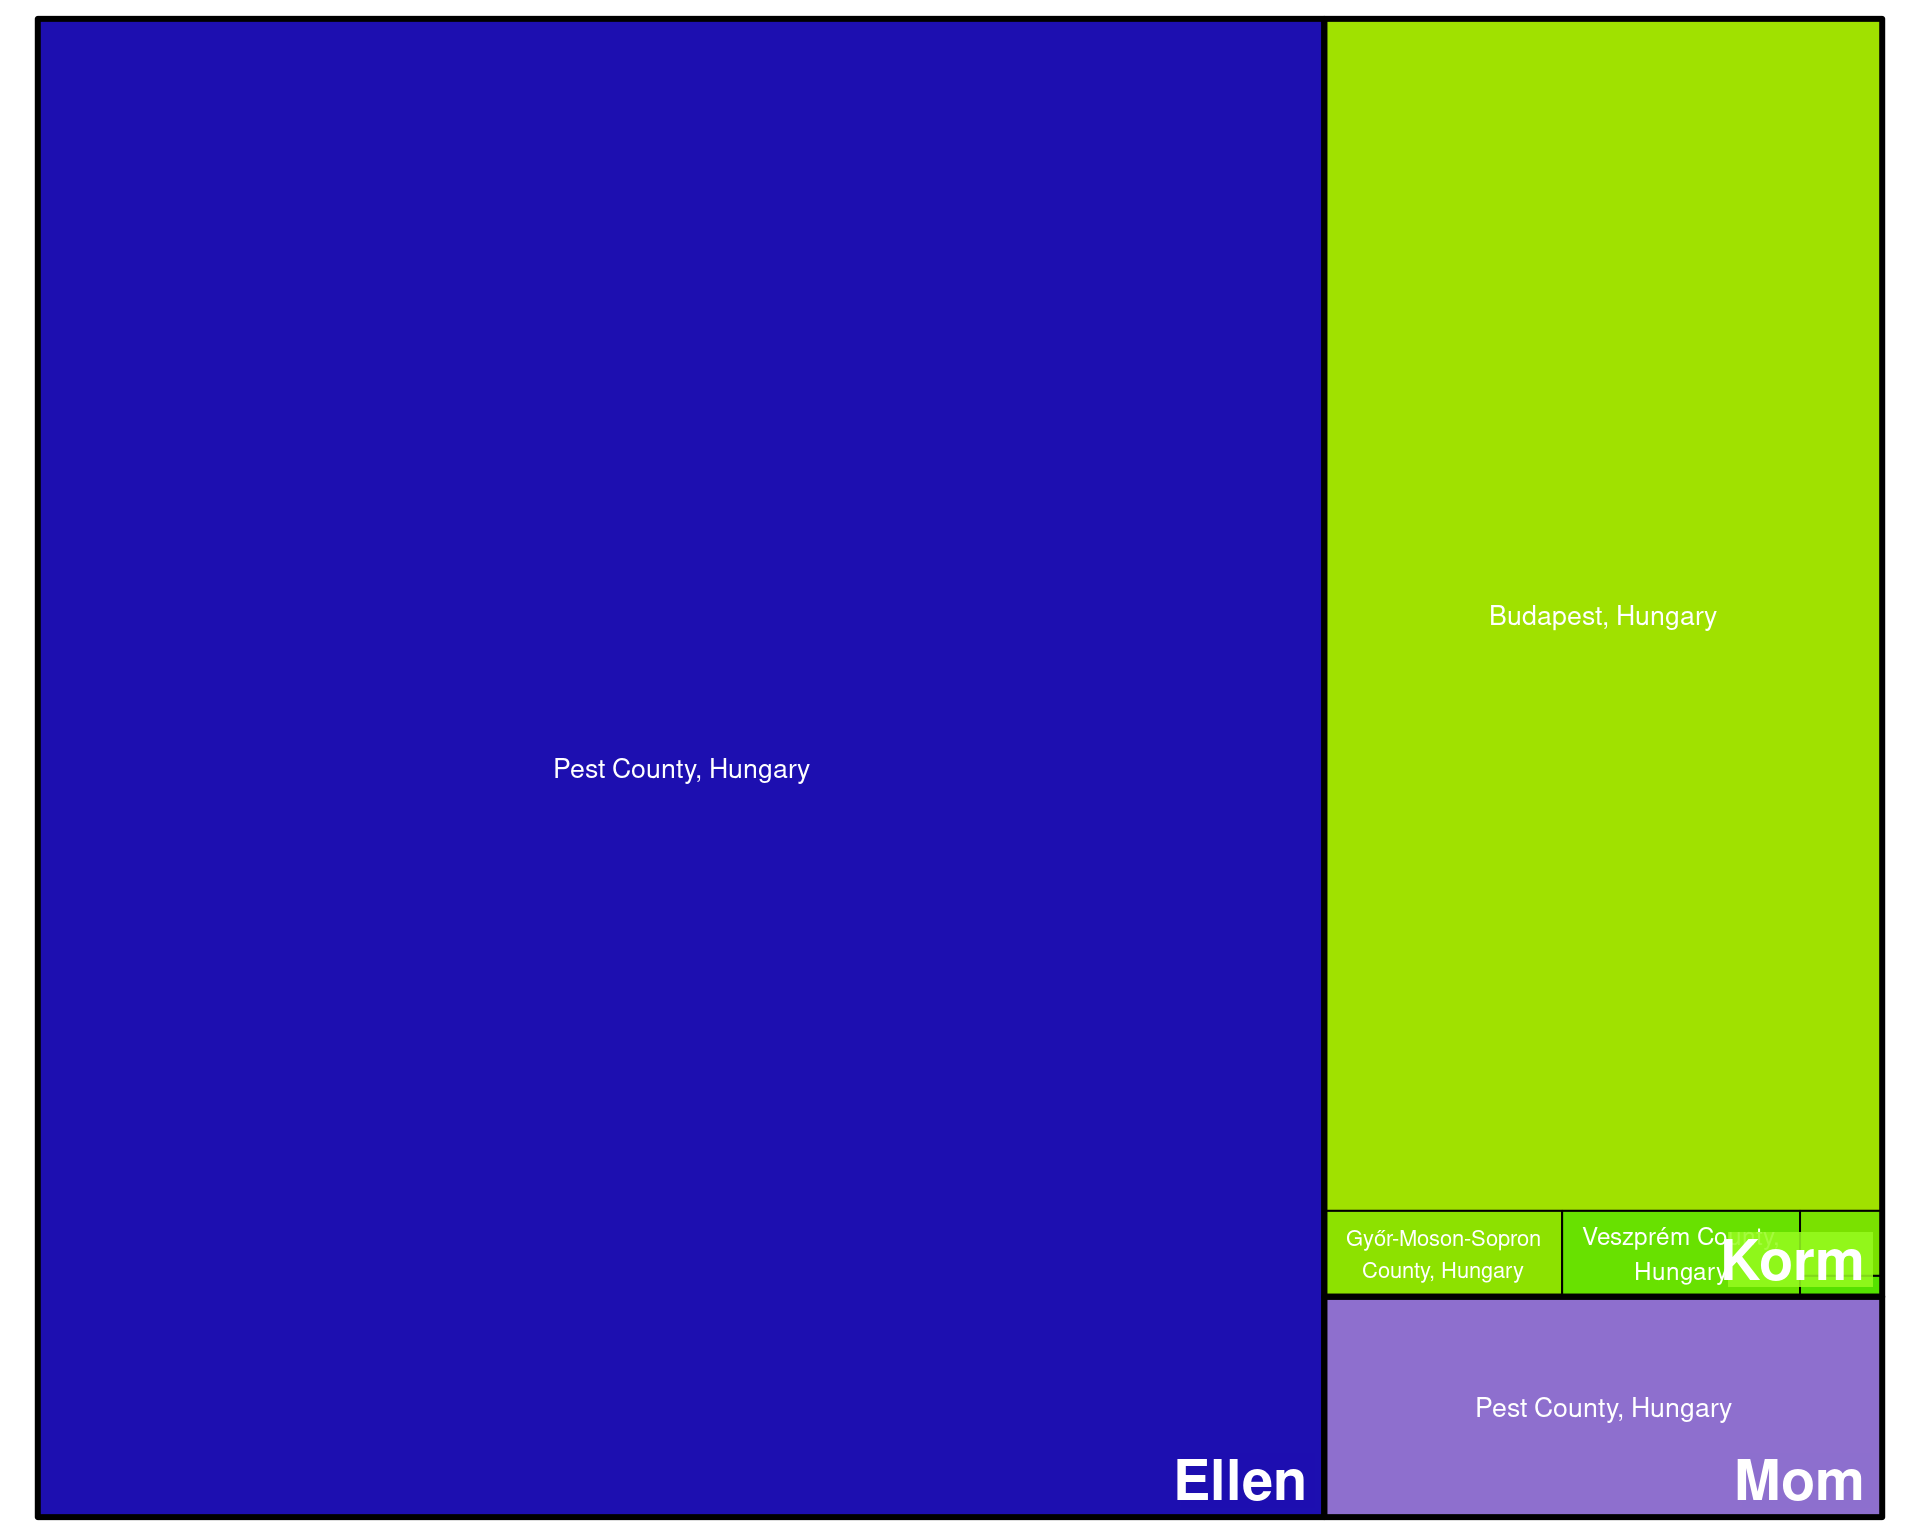 Pest County, Hungary
Ellen
Budapest, Hungary
Győr-Moson-Sopron
County, Hungary
Veszprém County,
Hungary
Korm
Pest County, Hungary
Mom